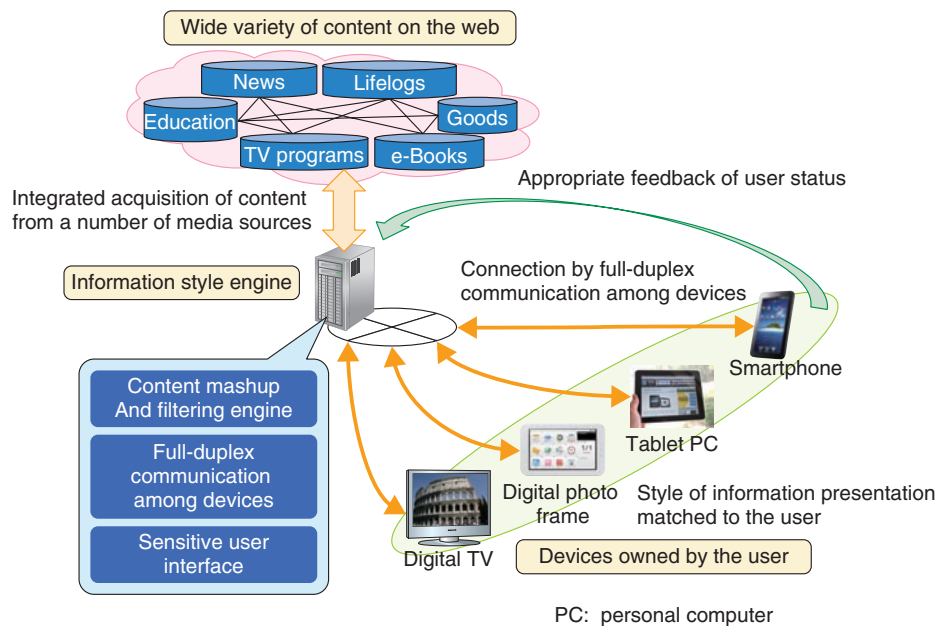 Wide variety of content on the web
News
Lifelogs
Education
Goods
TV programs
e-Books
Integrated acquisition of content
from a number of media sources
Appropriate feedback of user status
Information style engine
Connection by full-duplex
communication among devices
Smartphone
Content mashup
And filtering engine
Full-duplex
communication
among devices
Sensitive user
interface
Tablet PC
Digital photo
frame
Digital TV
Style of information presentation
matched to the user
Devices owned by the user
PC: personal computer